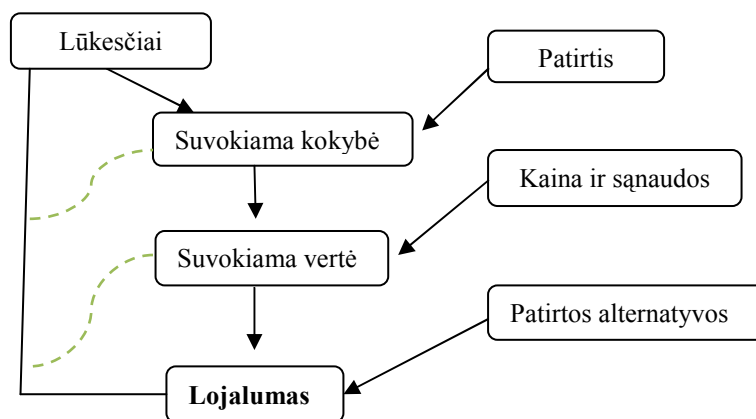 Lūkesčiai
Patirtis
Suvokiama kokybė
Kaina ir sąnaudos
Suvokiama vertė
Patirtos alternatyvos
Lojalumas